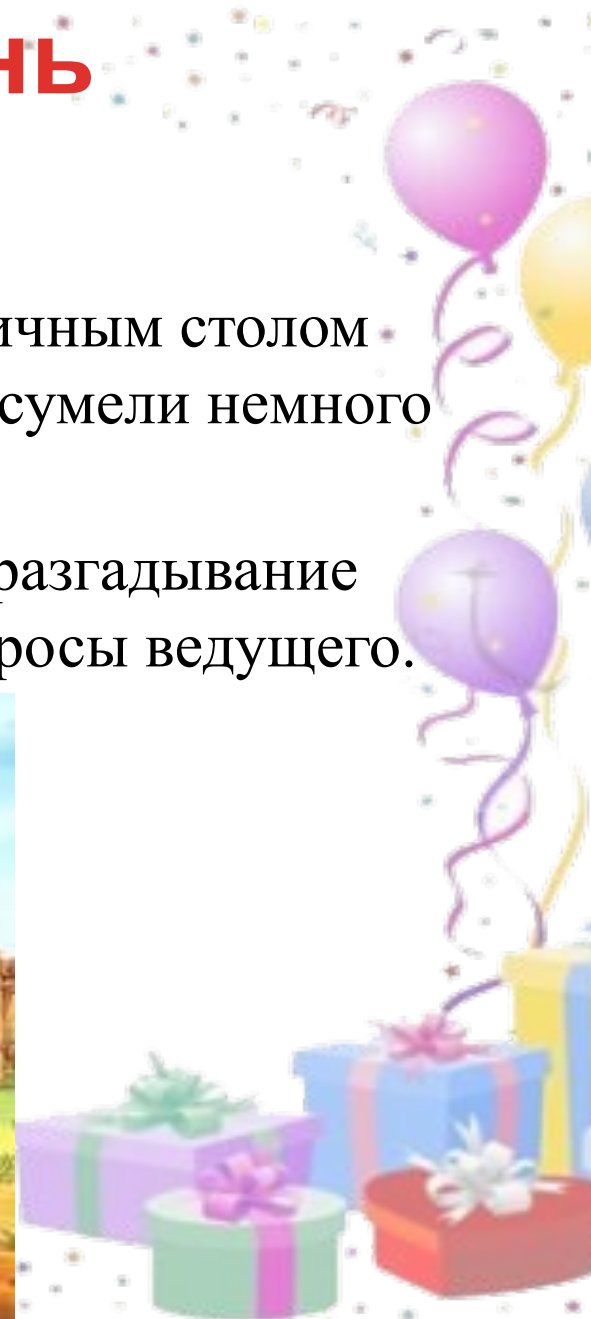 нь
ичным столом
сумели немного
разгадывание
росы ведущего.